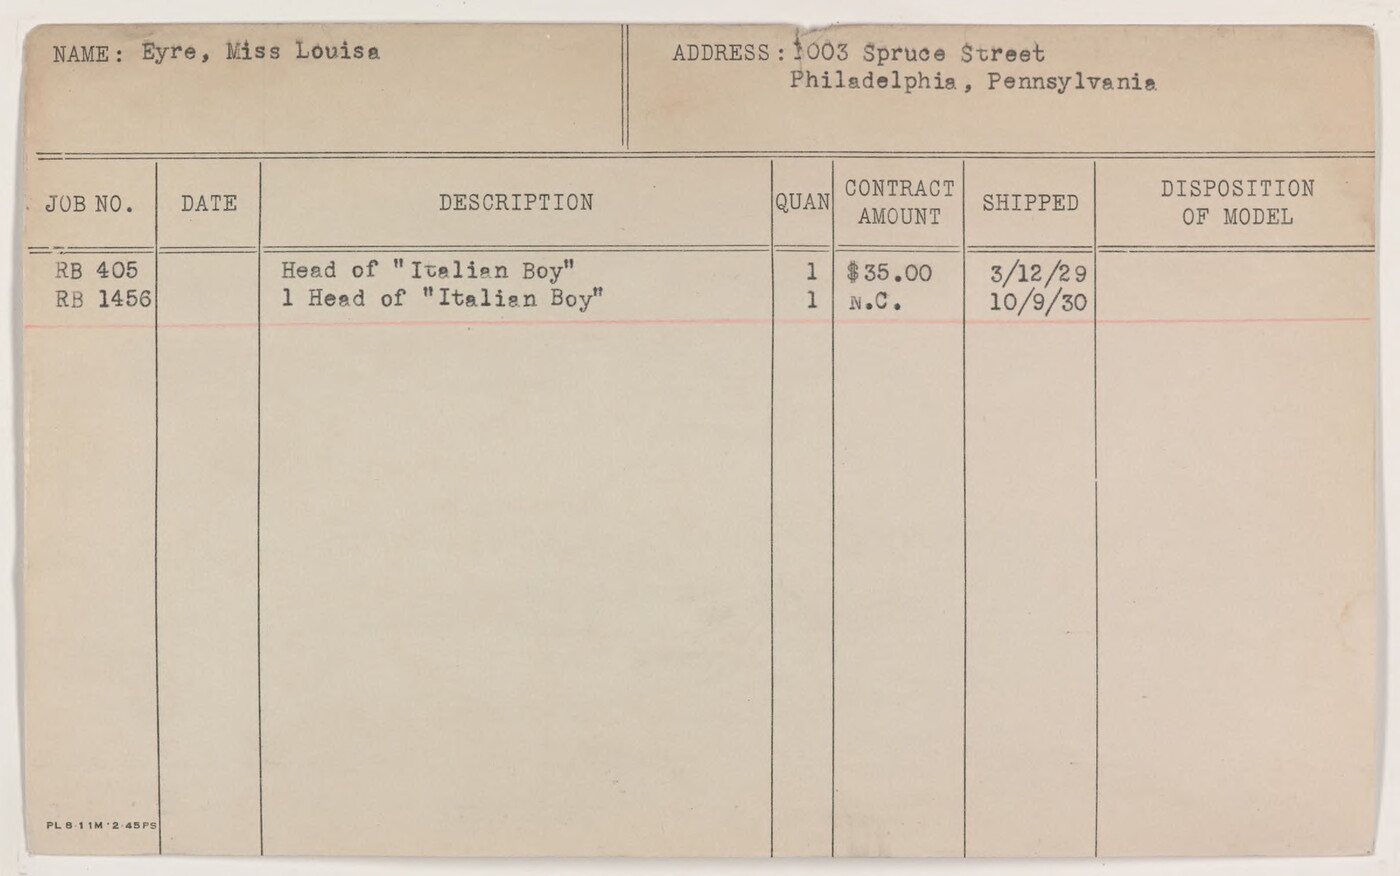 NAME: Eyre, Miss Louisa
ADDRESS: 1003 Spruce Street
Philadelphia, Pennsylvania
JOB NO. DATE DESCRIPTION QUAN CONTRACT AMOUNT SHIPPED DISPOSITION OF MODEL
RB 405 Head of "Italian Boy" 1 $35.00 3/12/29
RB 1456 1 Head of "Italian Boy" 1 N.C. 10/9/30
PL 8-1 1M-2-45PS